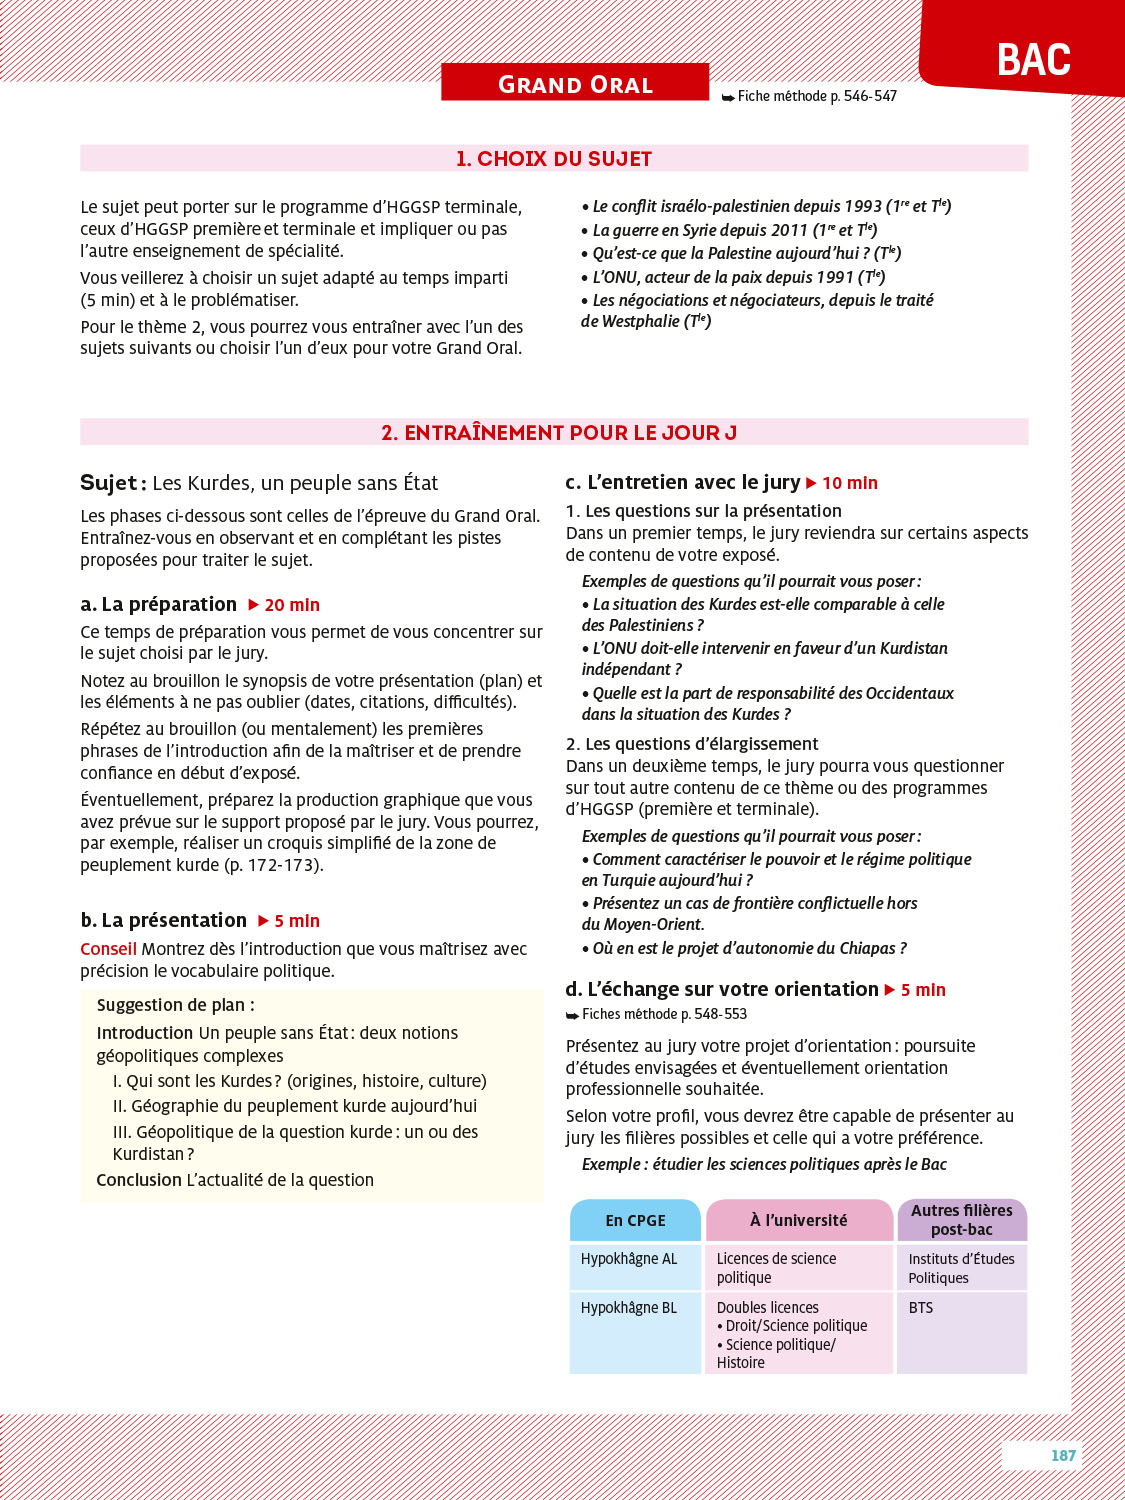 BAC
GRAND ORAL
➥ Fiche méthode p. 546-547
1. CHOIX DU SUJET
Le sujet peut porter sur le programme d'HGGSP terminale,
ceux d'HGGSP première et terminale et impliquer ou pas
l'autre enseignement de spécialité.
Vous veillerez à choisir un sujet adapté au temps imparti
(5 min) et à le problématiser.
Pour le thème 2, vous pourrez vous entraîner avec l'un des
sujets suivants ou choisir l'un d'eux pour votre Grand Oral.
• Le conflit israélo-palestinien depuis 1993 (1re et Tle)
• La guerre en Syrie depuis 2011 (1re et Tle)
• Qu'est-ce que la Palestine aujourd'hui ? (Tle)
• L'ONU, acteur de la paix depuis 1991 (Tle)
• Les négociations et négociateurs, depuis le traité
de Westphalie (Tle)
2. ENTRAÎNEMENT POUR LE JOUR J
Sujet : Les Kurdes, un peuple sans État
Les phases ci-dessous sont celles de l'épreuve du Grand Oral.
Entraînez-vous en observant et en complétant les pistes
proposées pour traiter le sujet.
a. La préparation ▶ 20 min
Ce temps de préparation vous permet de vous concentrer sur
le sujet choisi par le jury.
Notez au brouillon le synopsis de votre présentation (plan) et
les éléments à ne pas oublier (dates, citations, difficultés).
Répétez au brouillon (ou mentalement) les premières
phrases de l'introduction afin de la maîtriser et de prendre
confiance en début d'exposé.
Éventuellement, préparez la production graphique que vous
avez prévue sur le support proposé par le jury. Vous pourrez,
par exemple, réaliser un croquis simplifié de la zone de
peuplement kurde (p. 172-173).
b. La présentation ▶ 5 min
Conseil Montrez dès l'introduction que vous maîtrisez avec
précision le vocabulaire politique.
Suggestion de plan :
Introduction Un peuple sans État : deux notions
géopolitiques complexes
I. Qui sont les Kurdes ? (origines, histoire, culture)
II. Géographie du peuplement kurde aujourd'hui
III. Géopolitique de la question kurde : un ou des
Kurdistan ?
Conclusion L'actualité de la question
c. L'entretien avec le jury ▶ 10 min
1. Les questions sur la présentation
Dans un premier temps, le jury reviendra sur certains aspects
de contenu de votre exposé.
Exemples de questions qu'il pourrait vous poser :
• La situation des Kurdes est-elle comparable à celle
des Palestiniens ?
• L'ONU doit-elle intervenir en faveur d'un Kurdistan
indépendant ?
• Quelle est la part de responsabilité des Occidentaux
dans la situation des Kurdes ?
2. Les questions d'élargissement
Dans un deuxième temps, le jury pourra vous questionner
sur tout autre contenu de ce thème ou des programmes
d'HGGSP (première et terminale).
Exemples de questions qu'il pourrait vous poser :
• Comment caractériser le pouvoir et le régime politique
en Turquie aujourd'hui ?
• Présentez un cas de frontière conflictuelle hors
du Moyen-Orient.
• Où en est le projet d'autonomie du Chiapas ?
d. L'échange sur votre orientation ▶ 5 min
➥ Fiches méthode p. 548-553
Présentez au jury votre projet d'orientation : poursuite
d'études envisagées et éventuellement orientation
professionnelle souhaitée.
Selon votre profil, vous devrez être capable de présenter au
jury les filières possibles et celle qui a votre préférence.
Exemple : étudier les sciences politiques après le Bac
En CPGE
À l'université
Autres filières
post-bac
Hypokhâgne AL
Licences de science
politique
Instituts d'Études
Politiques
Hypokhâgne BL
Doubles licences
• Droit/Science politique
• Science politique/
Histoire
BTS
187